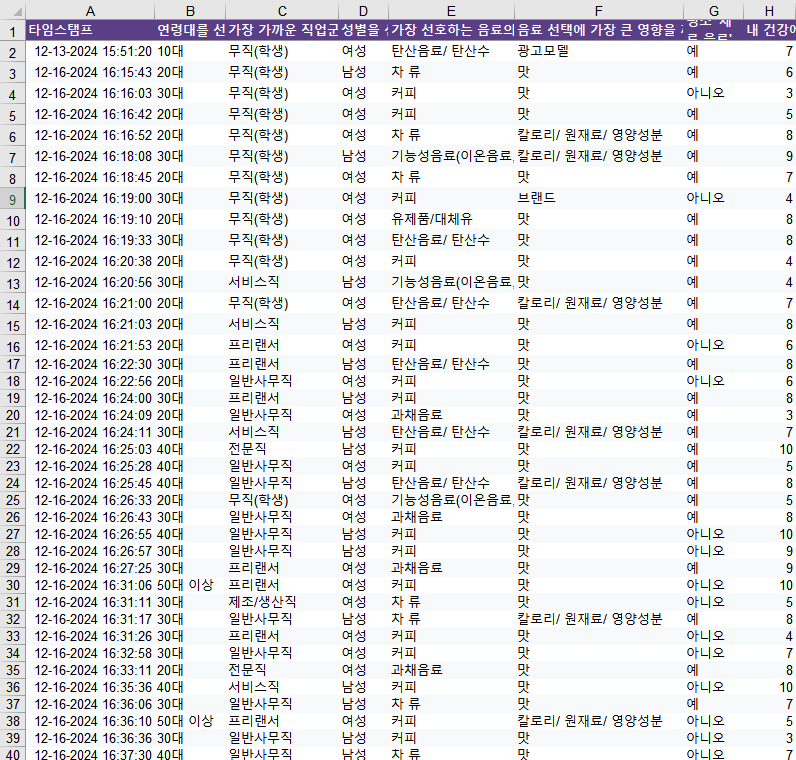 A B C D E F G H
1 타임스탬프 연령대를 선 가장 가까운 직업군 성별을 가장 선호하는 음료의 음료 선택에 가장 큰 영향을 료 음료' 내 건강에
2 12-13-2024 15:51:20 10대 무직(학생) 여성 탄산음료/ 탄산수 광고모델 예 7
3 12-16-2024 16:15:43 20대 무직(학생) 남성 차 류 맛 예 6
4 12-16-2024 16:16:03 30대 무직(학생) 여성 커피 맛 아니오 3
5 12-16-2024 16:16:42 20대 무직(학생) 여성 커피 맛 예 5
6 12-16-2024 16:16:52 20대 무직(학생) 여성 차 류 칼로리/ 원재료/ 영양성분 예 8
7 12-16-2024 16:18:08 30대 무직(학생) 남성 기능성음료(이온음료, 칼로리/ 원재료/ 영양성분 예 9
8 12-16-2024 16:18:45 20대 무직(학생) 여성 차 류 맛 예 7
9 12-16-2024 16:19:00 30대 무직(학생) 여성 커피 브랜드 아니오 4
10 12-16-2024 16:19:10 20대 무직(학생) 여성 유제품/대체유 맛 예 8
11 12-16-2024 16:19:33 30대 무직(학생) 남성 탄산음료/ 탄산수 맛 예 8
12 12-16-2024 16:20:38 20대 무직(학생) 여성 커피 맛 예 4
13 12-16-2024 16:20:56 30대 서비스직 남성 기능성음료(이온음료, 맛 예 4
14 12-16-2024 16:21:00 20대 무직(학생) 여성 탄산음료/ 탄산수 칼로리/ 원재료/ 영양성분 예 7
15 12-16-2024 16:21:03 20대 서비스직 남성 커피 맛 예 8
16 12-16-2024 16:21:53 20대 프리랜서 여성 커피 맛 아니오 6
17 12-16-2024 16:22:30 30대 프리랜서 남성 탄산음료/ 탄산수 맛 예 8
18 12-16-2024 16:22:56 20대 일반사무직 여성 커피 맛 아니오 6
19 12-16-2024 16:24:00 30대 프리랜서 남성 커피 맛 예 8
20 12-16-2024 16:24:09 20대 일반사무직 여성 과채음료 맛 예 3
21 12-16-2024 16:24:11 30대 서비스직 남성 탄산음료/ 탄산수 칼로리/ 원재료/ 영양성분 예 7
22 12-16-2024 16:25:03 40대 전문직 남성 커피 맛 예 10
23 12-16-2024 16:25:28 40대 일반사무직 여성 커피 맛 예 5
24 12-16-2024 16:25:45 40대 일반사무직 남성 탄산음료/ 탄산수 칼로리/ 원재료/ 영양성분 예 8
25 12-16-2024 16:26:33 20대 무직(학생) 여성 기능성음료(이온음료, 맛 예 5
26 12-16-2024 16:26:43 30대 일반사무직 여성 과채음료 맛 예 8
27 12-16-2024 16:26:55 40대 일반사무직 남성 커피 맛 아니오 10
28 12-16-2024 16:26:57 30대 일반사무직 남성 커피 맛 아니오 9
29 12-16-2024 16:27:25 30대 프리랜서 여성 과채음료 맛 예 9
30 12-16-2024 16:31:06 50대 이상 프리랜서 여성 커피 맛 아니오 10
31 12-16-2024 16:31:11 30대 제조/생산직 여성 차 류 맛 아니오 5
32 12-16-2024 16:31:17 30대 일반사무직 남성 차 류 칼로리/ 원재료/ 영양성분 예 8
33 12-16-2024 16:31:26 30대 프리랜서 여성 커피 맛 아니오 4
34 12-16-2024 16:32:58 30대 일반사무직 여성 커피 맛 아니오 7
35 12-16-2024 16:33:11 20대 전문직 여성 과채음료 맛 예 8
36 12-16-2024 16:35:36 40대 서비스직 남성 커피 맛 아니오 10
37 12-16-2024 16:36:06 30대 일반사무직 남성 차 류 맛 예 7
38 12-16-2024 16:36:10 50대 이상 프리랜서 여성 커피 칼로리/ 원재료/ 영양성분 아니오 5
39 12-16-2024 16:36:36 30대 일반사무직 남성 커피 맛 아니오 3
40 12-16-2024 16:37:30 40대 일반사무직 남성 차 류 맛 아니오 7